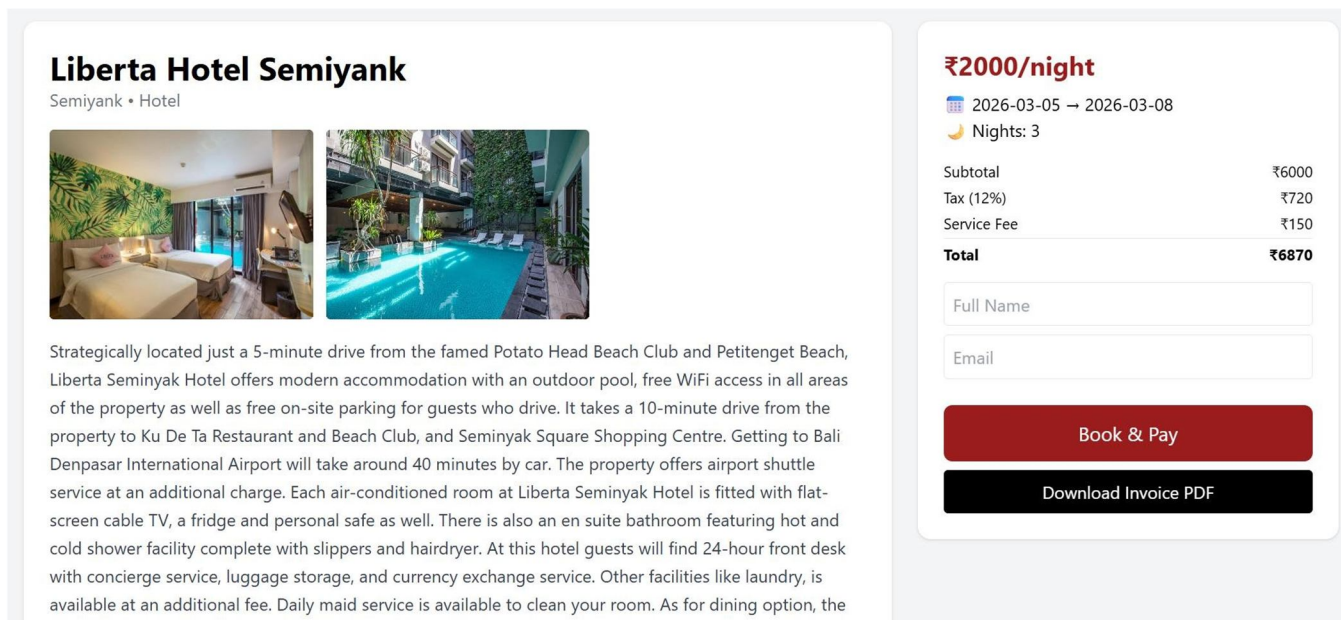 Liberta Hotel Semiyank
Semiyank • Hotel
Strategically located just a 5-minute drive from the famed Potato Head Beach Club and Petitenget Beach,
Liberta Seminyak Hotel offers modern accommodation with an outdoor pool, free WiFi access in all areas
of the property as well as free on-site parking for guests who drive. It takes a 10-minute drive from the
property to Ku De Ta Restaurant and Beach Club, and Seminyak Square Shopping Centre. Getting to Bali
Denpasar International Airport will take around 40 minutes by car. The property offers airport shuttle
service at an additional charge. Each air-conditioned room at Liberta Seminyak Hotel is fitted with flat-
screen cable TV, a fridge and personal safe as well. There is also an en suite bathroom featuring hot and
cold shower facility complete with slippers and hairdryer. At this hotel guests will find 24-hour front desk
with concierge service, luggage storage, and currency exchange service. Other facilities like laundry, is
available at an additional fee. Daily maid service is available to clean your room. As for dining option, the
₹2000/night
2026-03-05 → 2026-03-08
Nights: 3
Subtotal ₹6000
Tax (12%) ₹720
Service Fee ₹150
Total ₹6870
Full Name
Email
Book & Pay
Download Invoice PDF